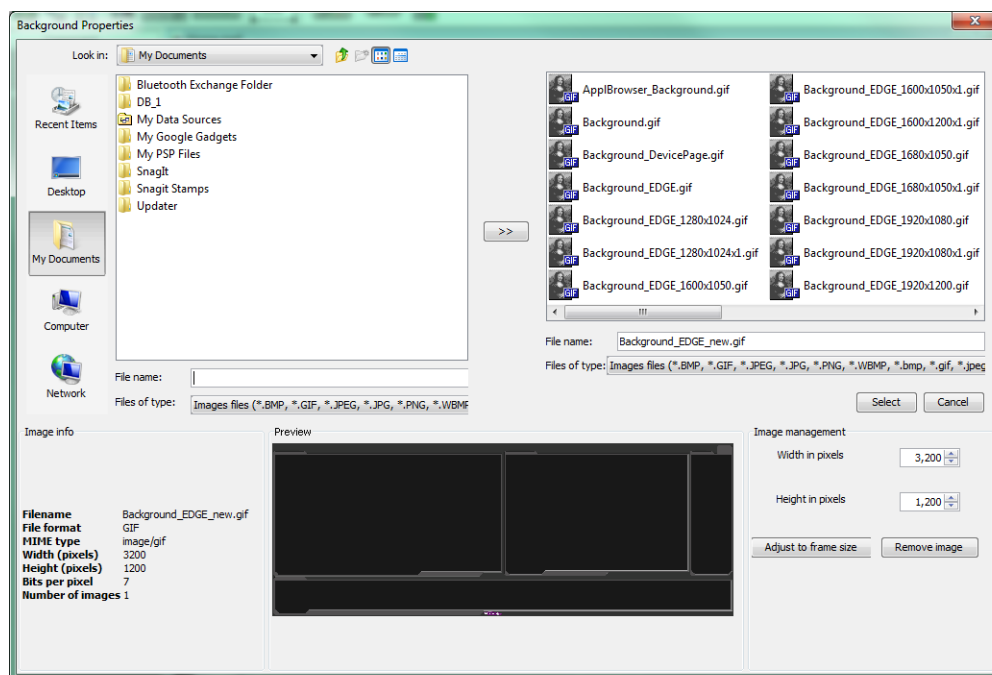 Background Properties
Look in:
My Documents
Recent Items
Desktop
My Documents
Computer
Network
Bluetooth Exchange Folder
DB_1
My Data Sources
My Google Gadgets
My PSP Files
SnagIt
Snagit Stamps
Updater
File name:
Files of type:
Images files (*.BMP, *.GIF, *.JPEG, *.JPG, *.PNG, *.WBMP
>>
ApplBrowser_Background.gif
Background.gif
Background_DevicePage.gif
Background_EDGE.gif
Background_EDGE_1280x1024.gif
Background_EDGE_1280x1024x1.gif
Background_EDGE_1600x1050.gif
Background_EDGE_1600x1050x1.gif
Background_EDGE_1600x1200x1.gif
Background_EDGE_1680x1050.gif
Background_EDGE_1680x1050x1.gif
Background_EDGE_1920x1080.gif
Background_EDGE_1920x1080x1.gif
Background_EDGE_1920x1200.gif
File name:
Background_EDGE_new.gif
Files of type:
Images files (*.BMP, *.GIF, *.JPEG, *.JPG, *.PNG, *.WBMP, *.bmp, *.gif, *.jpeg
Select
Cancel
Image info
Filename Background_EDGE_new.gif
File format GIF
MIME type image/gif
Width (pixels) 3200
Height (pixels) 1200
Bits per pixel 7
Number of images 1
Preview
Image management
Width in pixels 3,200
Height in pixels 1,200
Adjust to frame size
Remove image